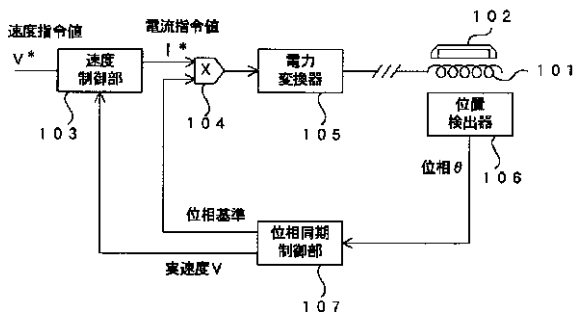 速度指令値
V*
速度
制御部
103
電流指令値
I*
X
104
電力
変換器
105
102
101
位置
検出器
106
位相θ
位相基準
実速度V
位相同期
制御部
107